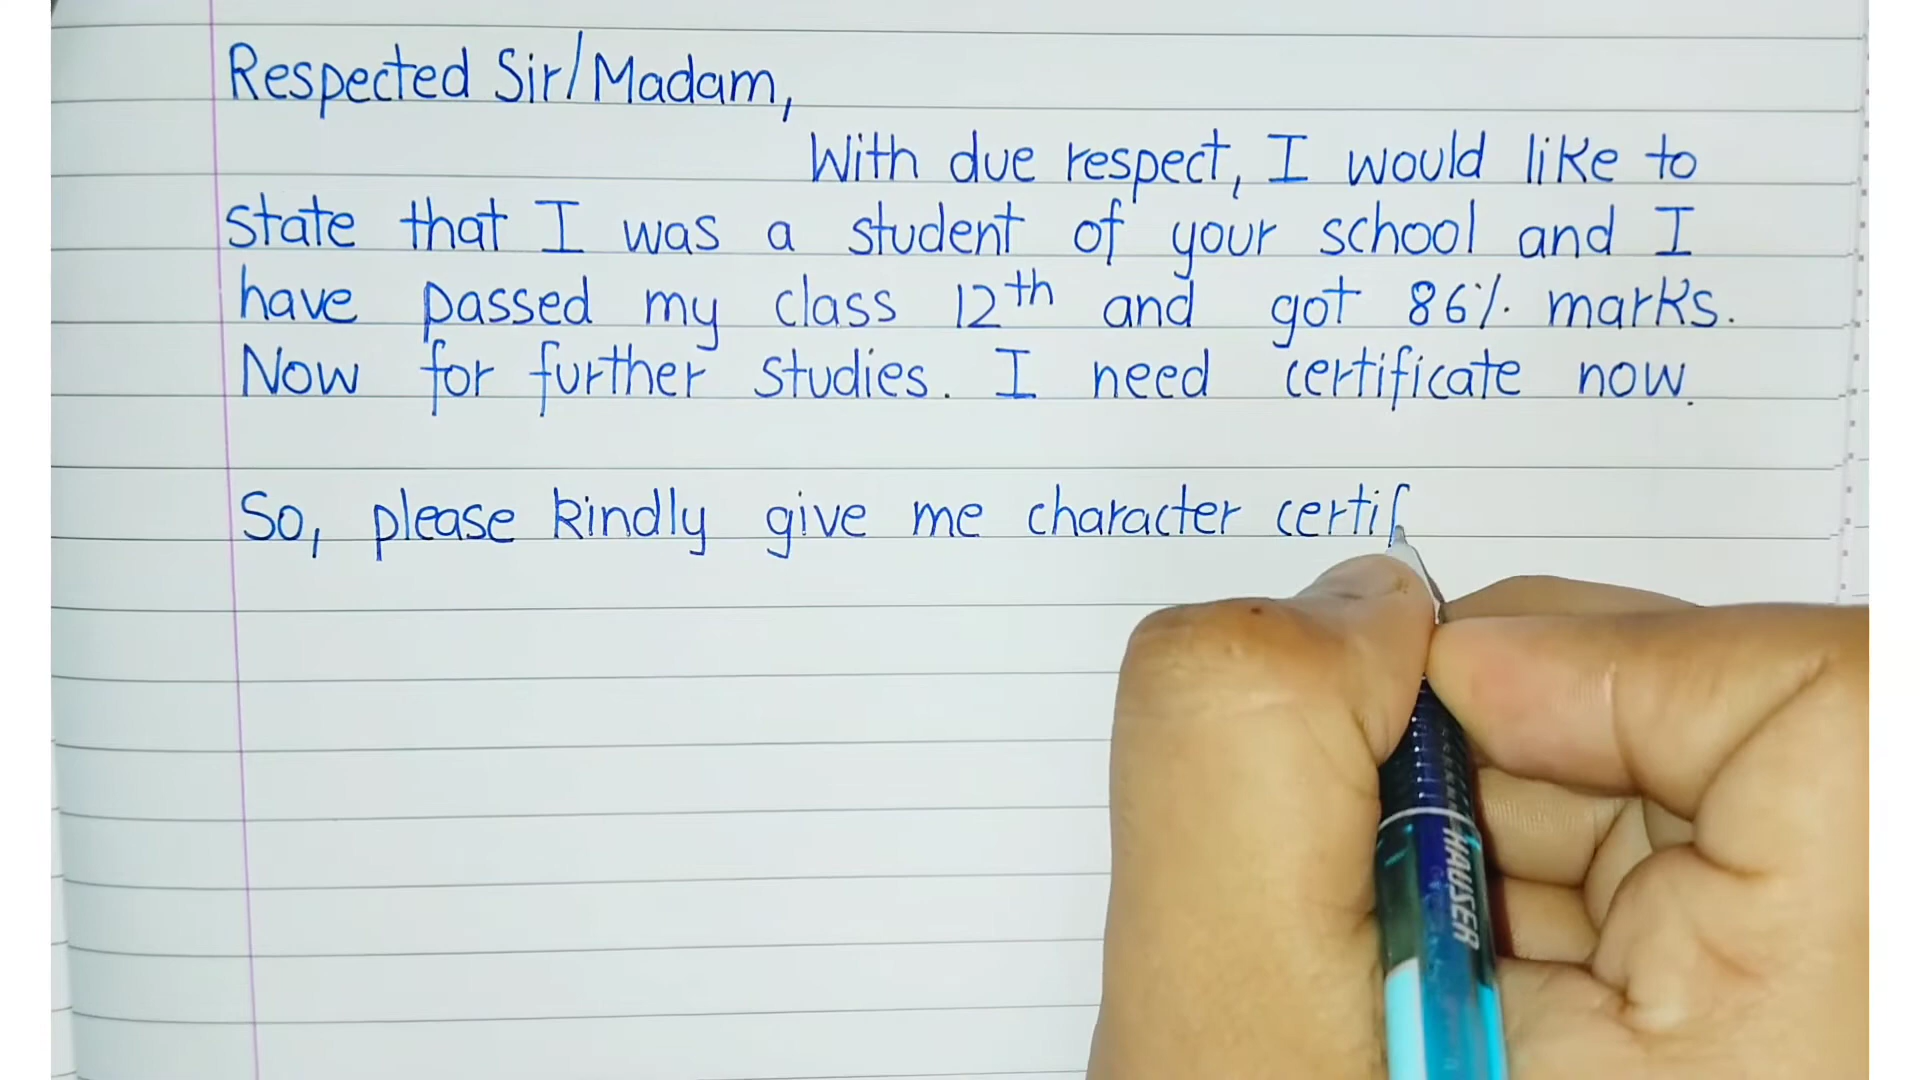 Respected Sir/Madam,
With due respect, I would like to
state that I was a student of your school and I
have passed my class 12th and got 86% marks.
Now for further studies. I need certificate now.
So, please kindly give me character certif
HAUSER